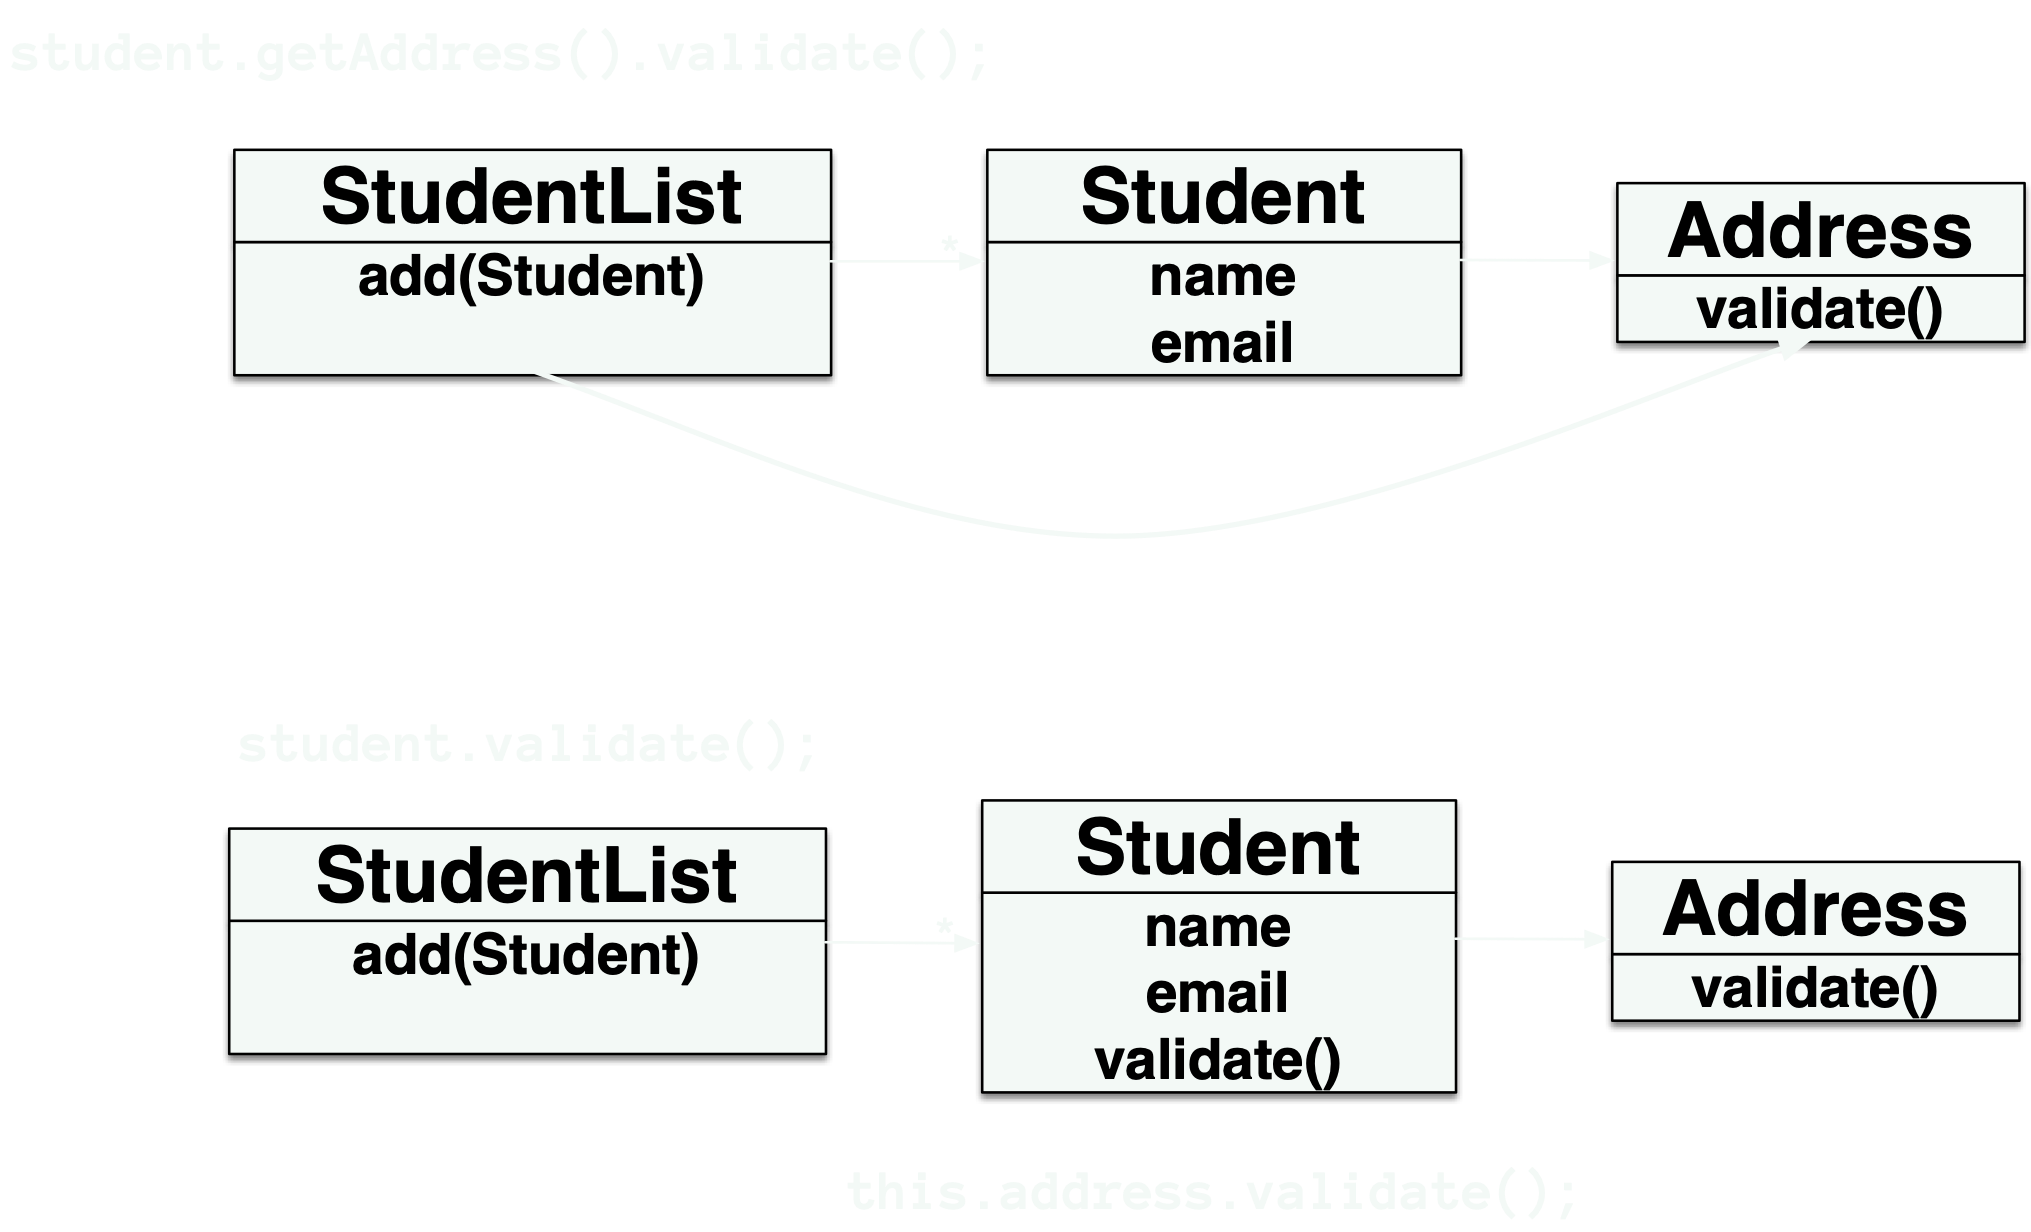 student.getAddress().validate();
StudentList
add(Student)
*
Student
name
email
Address
validate()
student.validate();
StudentList
add(Student)
*
Student
name
email
validate()
Address
validate()
this.address.validate();